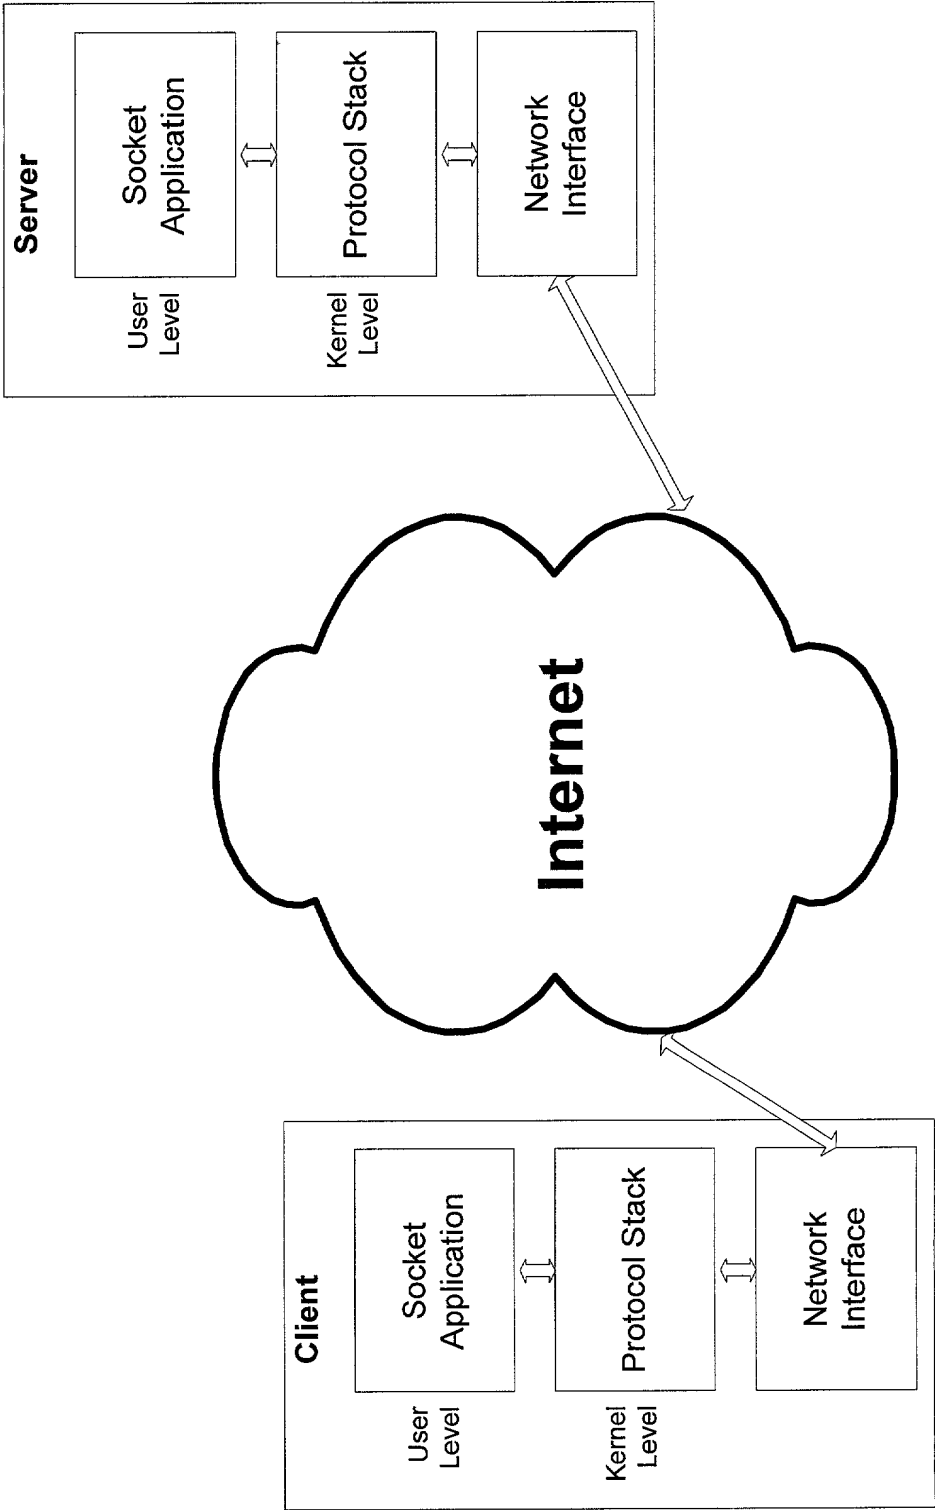 Client
User
Level
Socket
Application
Kernel
Level
Protocol Stack
Network
Interface
Internet
Server
User
Level
Socket
Application
Kernel
Level
Protocol Stack
Network
Interface